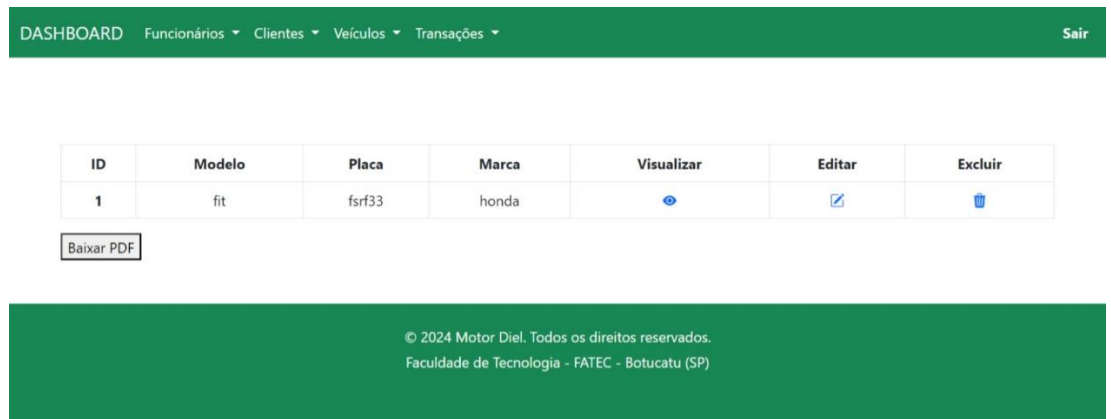 DASHBOARD Funcionários Clientes Veículos Transações Sair
ID Modelo Placa Marca Visualizar Editar Excluir
1 fit fsrf33 honda
Baixar PDF
© 2024 Motor Diel. Todos os direitos reservados.
Faculdade de Tecnologia - FATEC - Botucatu (SP)